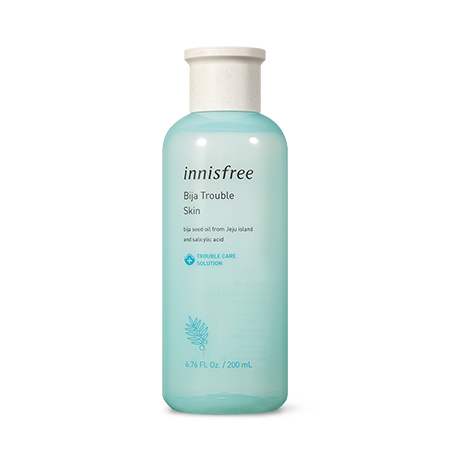 innisfree
Bija Trouble
Skin
bija seed oil from Jeju island
and salicylic acid
TROUBLE CARE
SOLUTION
6.76 Fl. Oz. / 200 mL